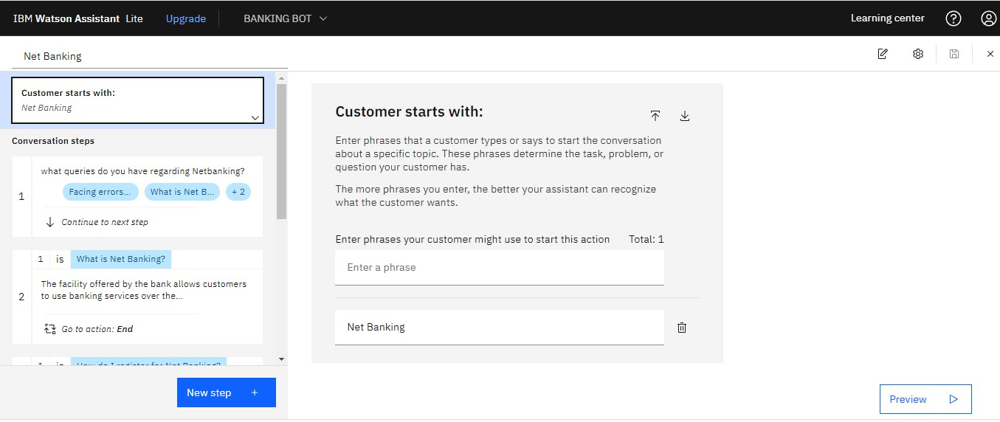 IBM Watson Assistant Lite Upgrade BANKING BOT Learning center
Net Banking
Customer starts with:
Net Banking
Conversation steps
1
what queries do you have regarding Netbanking?
Facing errors... What is Net B... + 2
Continue to next step
2
1 is What is Net Banking?
The facility offered by the bank allows customers
to use banking services over the...
Go to action: End
1 is How do I register for Net Banking?
New step +
Customer starts with:
Enter phrases that a customer types or says to start the conversation
about a specific topic. These phrases determine the task, problem, or
question your customer has.
The more phrases you enter, the better your assistant can recognize
what the customer wants.
Enter phrases your customer might use to start this action Total: 1
Enter a phrase
Net Banking
Preview